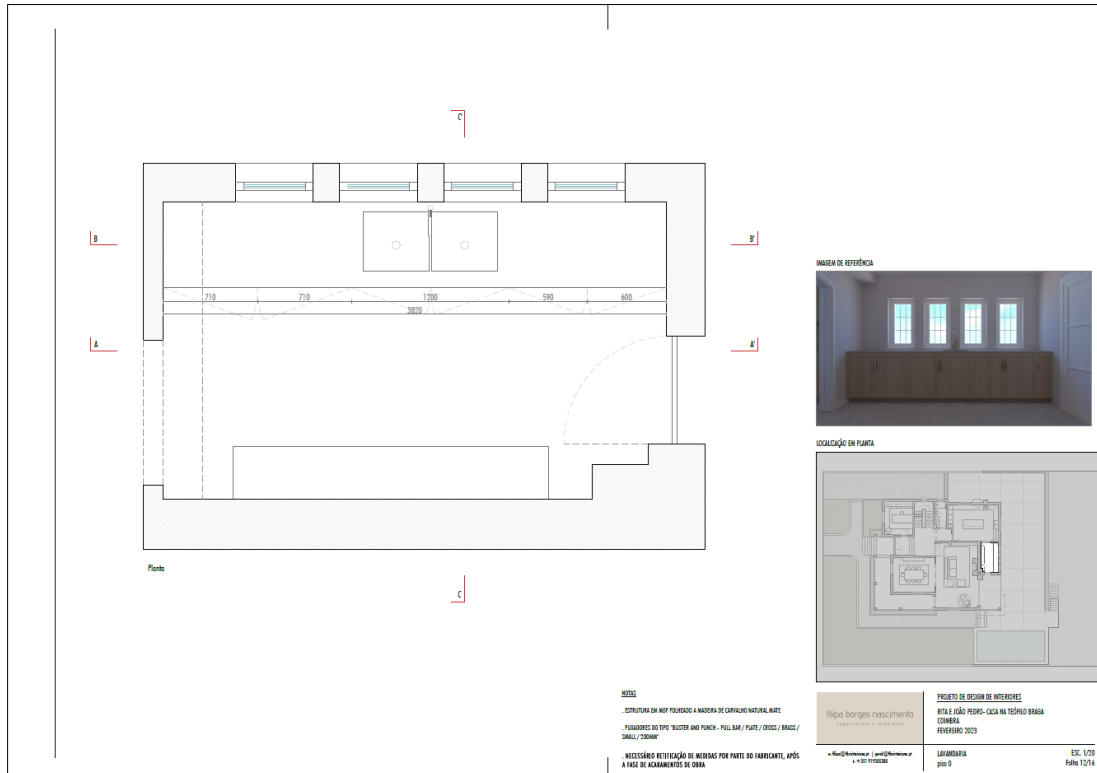 C'
B
B'
710
710
1200
590
600
3820
A
A'
Planta
C
IMAGEM DE REFERÊNCIA
LOCALIZAÇÃO EM PLANTA
NOTAS
. ESTRUTURA EM MDF FOLHEADO A MADEIRA DE CARVALHO NATURAL MATE
. PUXADORES DO TIPO "BUSTER AND PUNCH - PULL BAR / PLATE / CROSS / BRASS /
SMALL / 200MM"
. NECESSÁRIO RETIFICAÇÃO DE MEDIDAS POR PARTE DO FABRICANTE, APÓS
A FASE DE ACABAMENTOS DE OBRA
filipa borges nascimento
ARQUITECTURA E INTERIORES
PROJETO DE DESIGN DE INTERIORES
RITA E JOÃO PEDRO- CASA NA TEÓFILO BRAGA
COIMBRA
FEVEREIRO 2023
LAVANDARIA
piso 0
ESC. 1/20
Folha 12/16